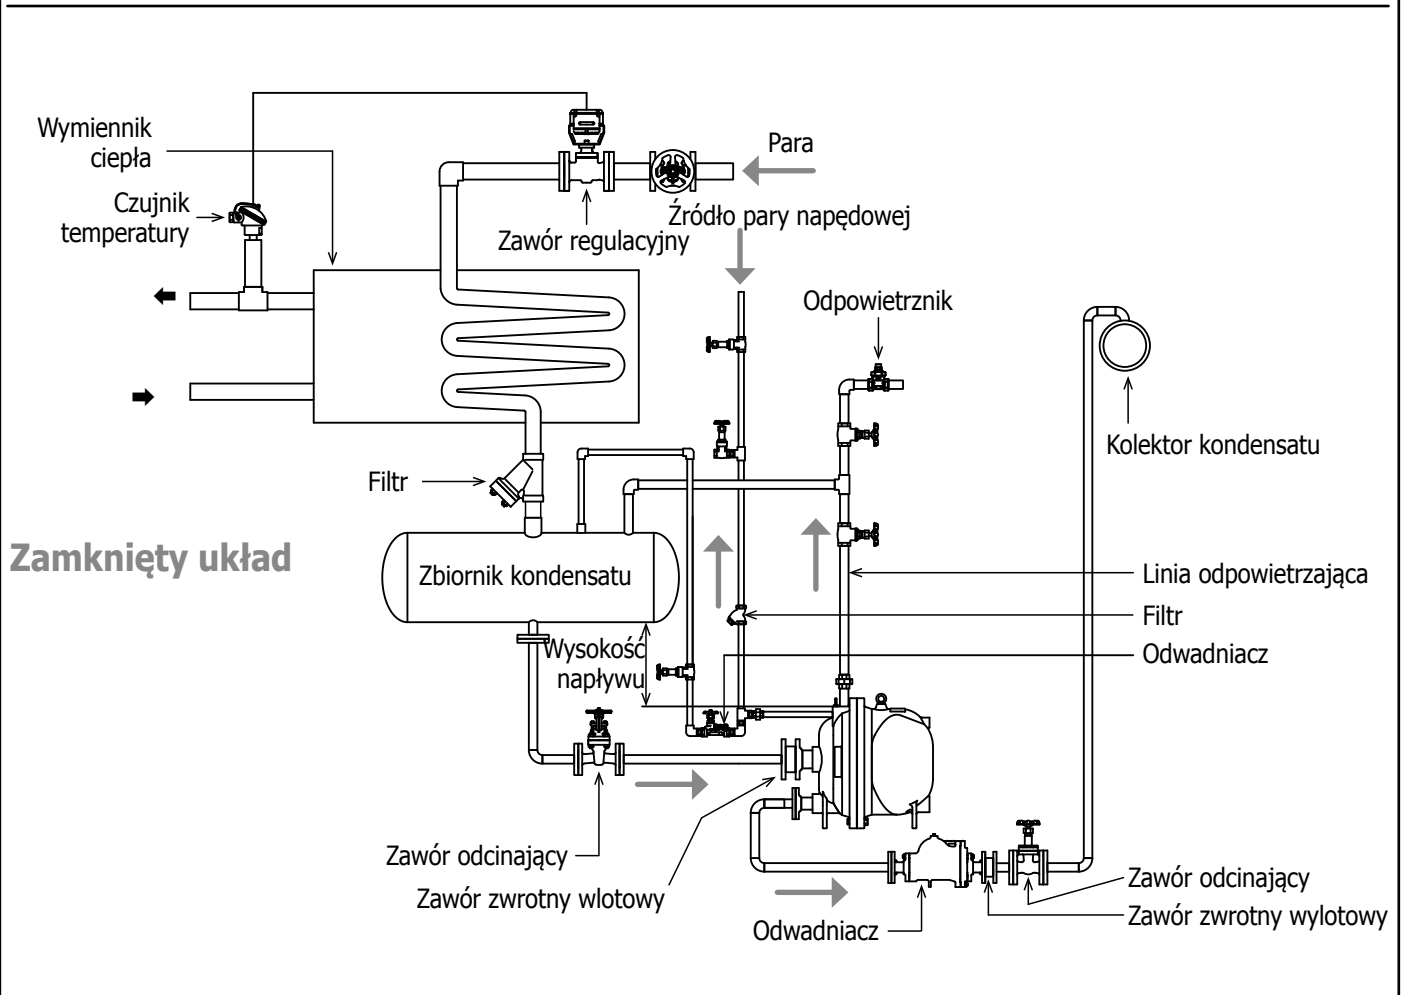 Wymiennik
ciepła
Para
Czujnik
temperatury
Źródło pary napędowej
Zawór regulacyjny
Odpowietrznik
Kolektor kondensatu
Filtr
Zamknięty układ
Zbiornik kondensatu
Linia odpowietrzająca
Filtr
Wysokość
napływu
Odwadniacz
Zawór odcinający
Zawór zwrotny wlotowy
Zawór odcinający
Zawór zwrotny wylotowy
Odwadniacz